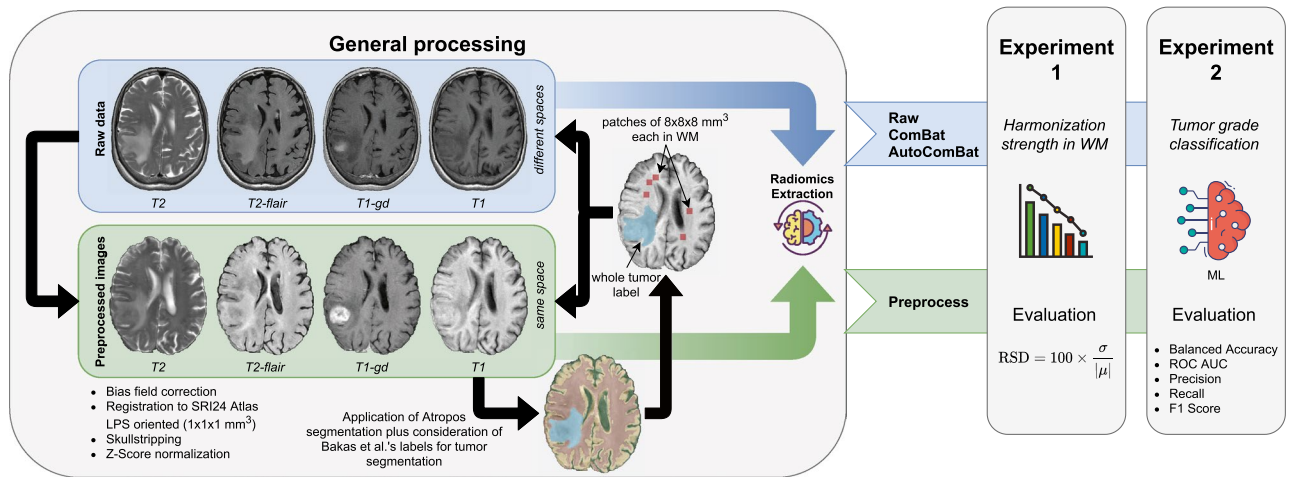 General processing
Raw data
T2
T2-flair
T1-gd
T1
different spaces
Preprocessed images
T2
T2-flair
T1-gd
T1
same space
• Bias field correction
• Registration to SRI24 Atlas
LPS oriented (1x1x1 mm³)
• Skullstripping
• Z-Score normalization
Application of Atropos
segmentation plus consideration of
Bakas et al.'s labels for tumor
segmentation
patches of 8x8x8 mm³
each in WM
whole tumor
label
Radiomics
Extraction
Raw
ComBat
AutoComBat
Preprocess
Experiment
1
Harmonization
strength in WM
Evaluation
RSD = 100 × σ / |μ|
Experiment
2
Tumor grade
classification
ML
Evaluation
• Balanced Accuracy
• ROC AUC
• Precision
• Recall
• F1 Score